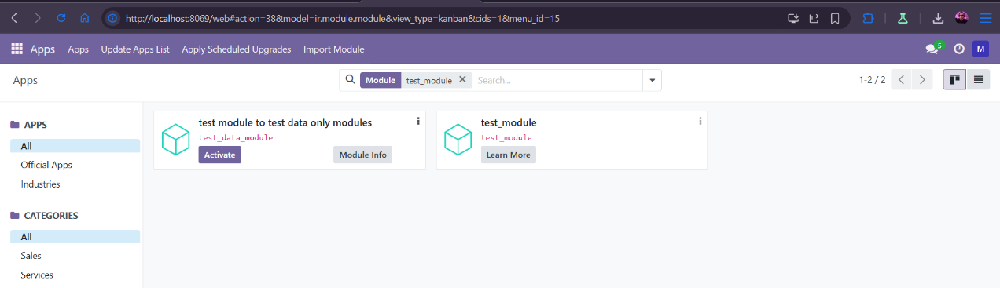 http://localhost:8069/web#action=38&model=ir.module.module&view_type=kanban&cids=1&menu_id=15
Apps Apps Update Apps List Apply Scheduled Upgrades Import Module 5 M
Apps Module test_module Search... 1-2 / 2
APPS
All
Official Apps
Industries
CATEGORIES
All
Sales
Services
test module to test data only modules
test_data_module
Activate Module Info
test_module
test_module
Learn More